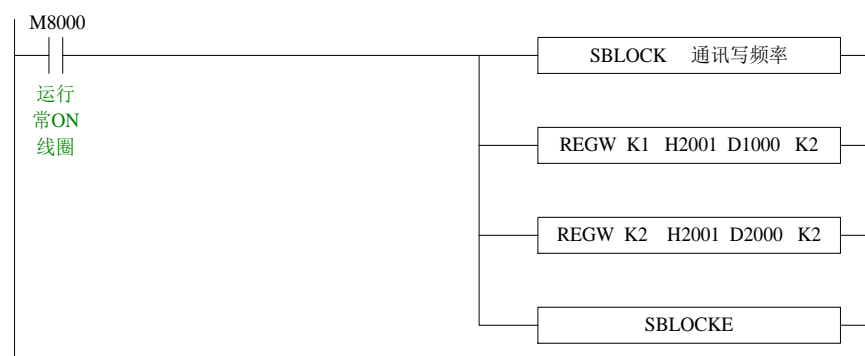 M8000
SBLOCK 通讯写频率
运行
常ON
线圈
REGW K1 H2001 D1000 K2
REGW K2 H2001 D2000 K2
SBLOCKE